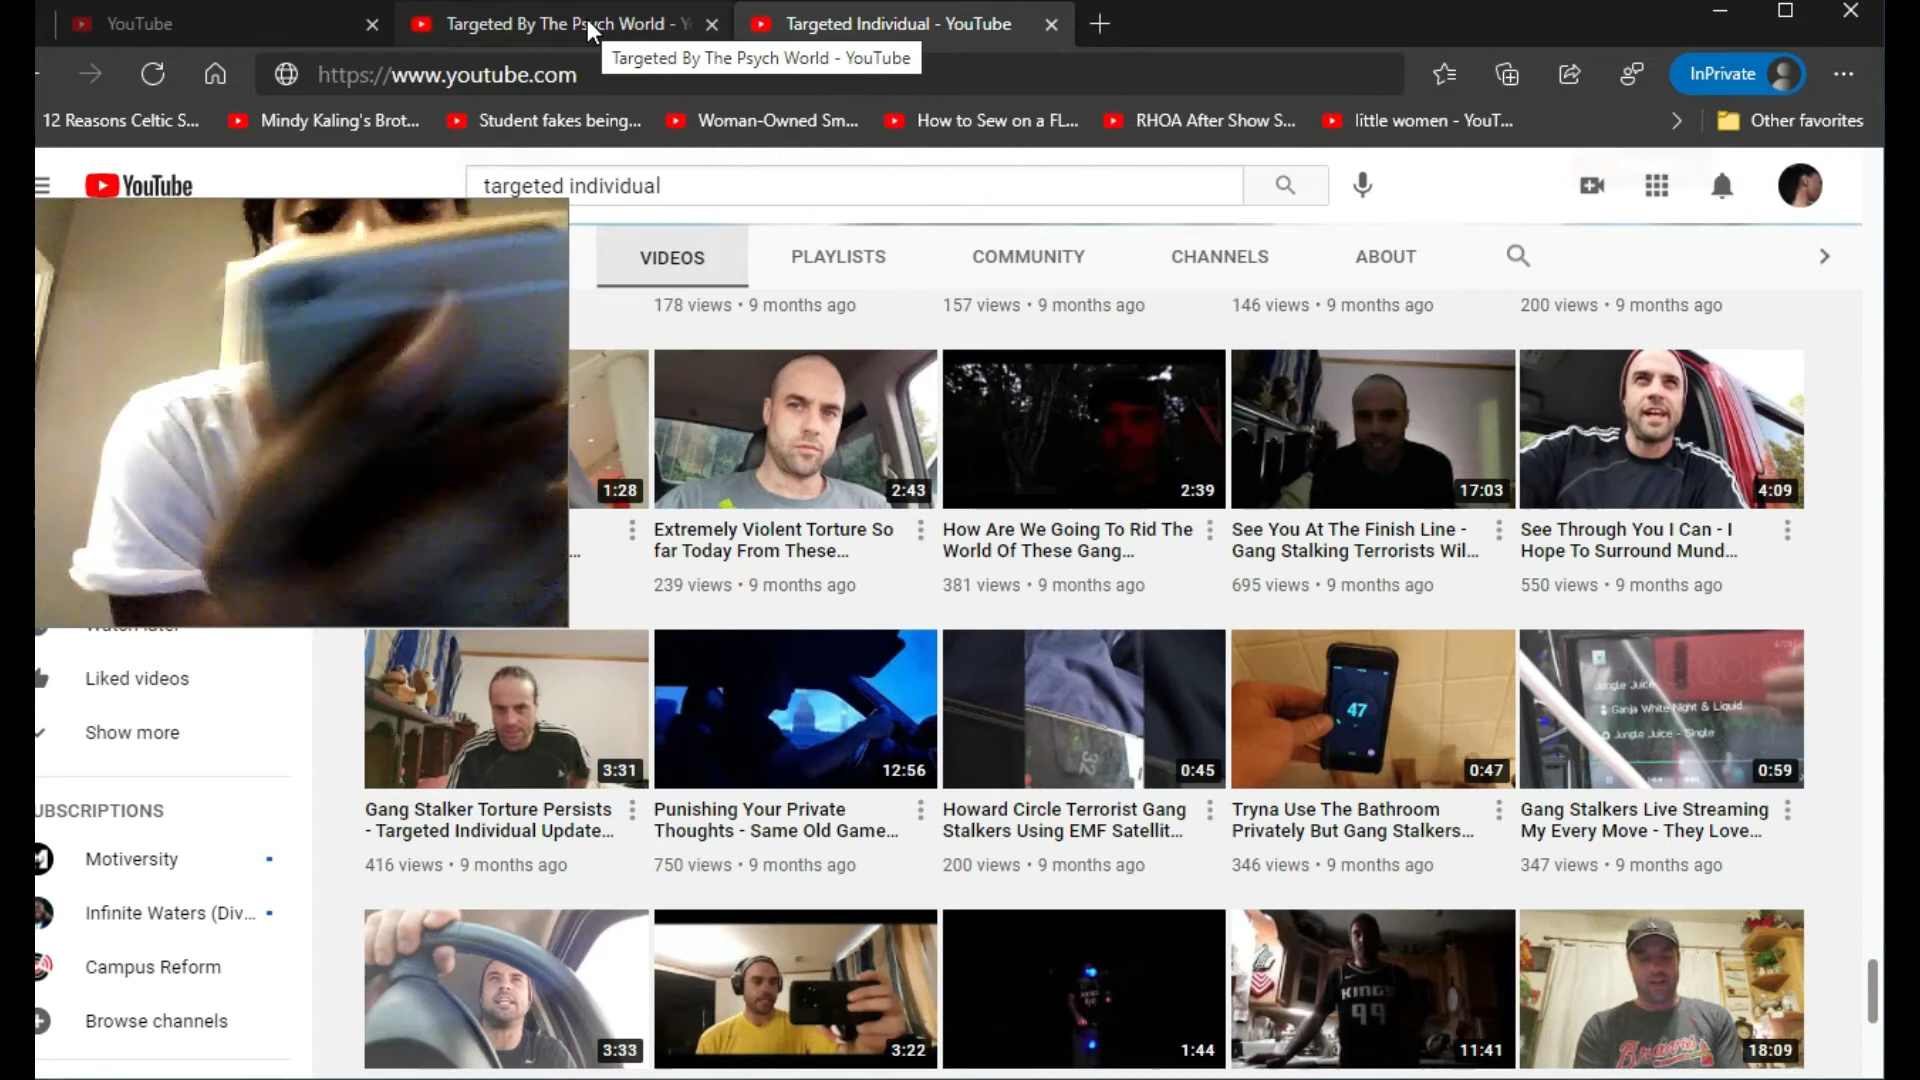 YouTube
Targeted By The Psych World - Y
Targeted Individual - YouTube
Targeted By The Psych World - YouTube
https://www.youtube.com
InPrivate
12 Reasons Celtic S...
Mindy Kaling's Brot...
Student fakes being...
Woman-Owned Sm...
How to Sew on a FL...
RHOA After Show S...
little women - YouT...
Other favorites
YouTube
targeted individual
VIDEOS
PLAYLISTS
COMMUNITY
CHANNELS
ABOUT
178 views • 9 months ago
157 views • 9 months ago
146 views • 9 months ago
200 views • 9 months ago
1:28
2:43
2:39
17:03
4:09
...
Extremely Violent Torture So
far Today From These...
239 views • 9 months ago
How Are We Going To Rid The
World Of These Gang...
381 views • 9 months ago
See You At The Finish Line -
Gang Stalking Terrorists Wil...
695 views • 9 months ago
See Through You I Can - I
Hope To Surround Mund...
550 views • 9 months ago
Liked videos
Show more
UBSCRIPTIONS
Motiversity
Infinite Waters (Div...
Campus Reform
Browse channels
3:31
12:56
0:45
47
0:47
Jungle Juice
Ganja White Night & Liquid
Jungle Juice - Single
0:59
Gang Stalker Torture Persists
- Targeted Individual Update...
416 views • 9 months ago
Punishing Your Private
Thoughts - Same Old Game...
750 views • 9 months ago
Howard Circle Terrorist Gang
Stalkers Using EMF Satellit...
200 views • 9 months ago
Tryna Use The Bathroom
Privately But Gang Stalkers...
346 views • 9 months ago
Gang Stalkers Live Streaming
My Every Move - They Love...
347 views • 9 months ago
3:33
3:22
1:44
KINGS
99
11:41
Braves
18:09